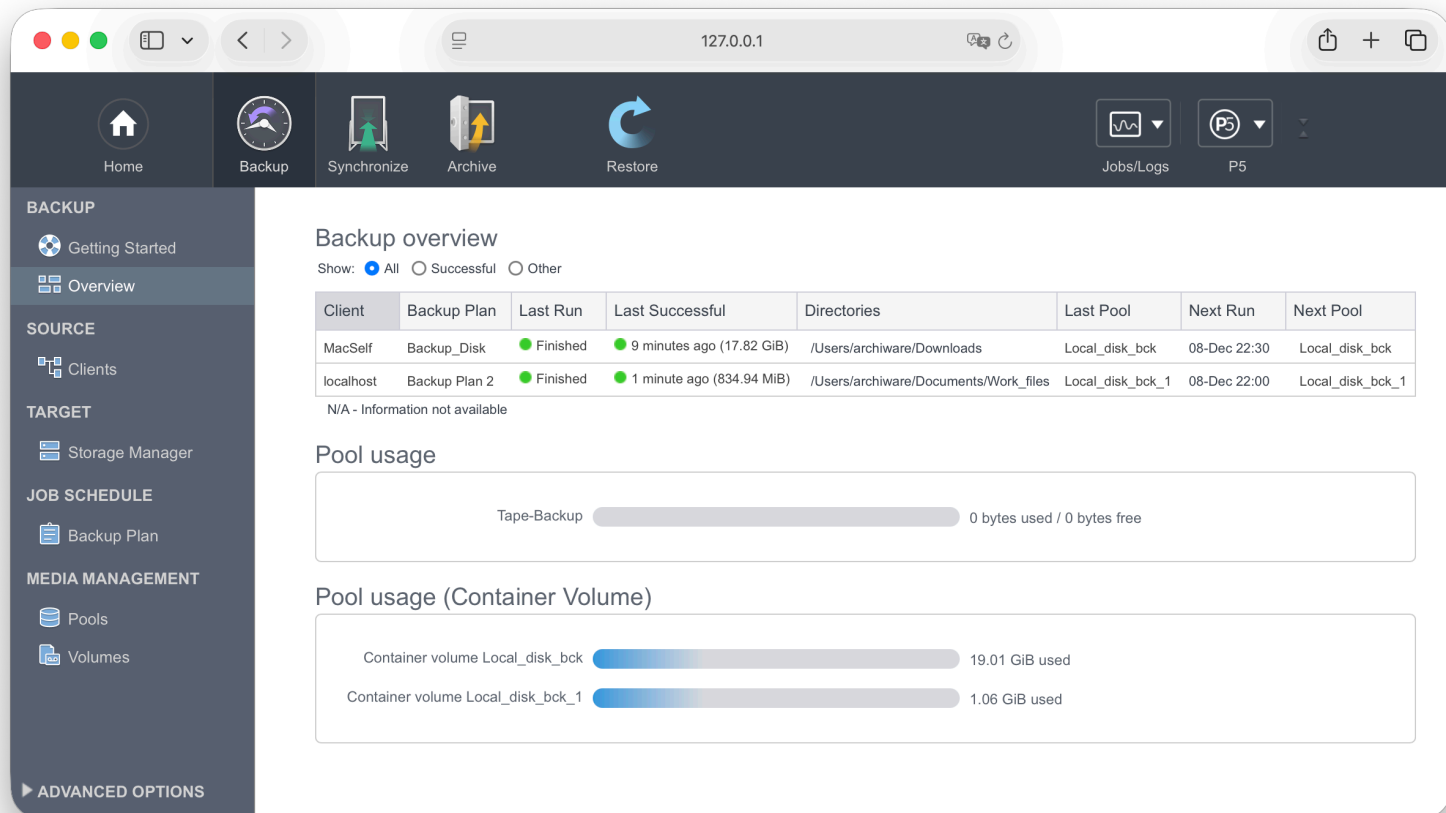 127.0.0.1
Home
Backup
Synchronize
Archive
Restore
Jobs/Logs
P5
P5
BACKUP
Getting Started
Overview
SOURCE
Clients
TARGET
Storage Manager
JOB SCHEDULE
Backup Plan
MEDIA MANAGEMENT
Pools
Volumes
ADVANCED OPTIONS
Backup overview
Show: All Successful Other
Client Backup Plan Last Run Last Successful Directories Last Pool Next Run Next Pool
MacSelf Backup_Disk Finished 9 minutes ago (17.82 GiB) /Users/archiware/Downloads Local_disk_bck 08-Dec 22:30 Local_disk_bck
localhost Backup Plan 2 Finished 1 minute ago (834.94 MiB) /Users/archiware/Documents/Work_files Local_disk_bck_1 08-Dec 22:00 Local_disk_bck_1
N/A - Information not available
Pool usage
Tape-Backup 0 bytes used / 0 bytes free
Pool usage (Container Volume)
Container volume Local_disk_bck 19.01 GiB used
Container volume Local_disk_bck_1 1.06 GiB used